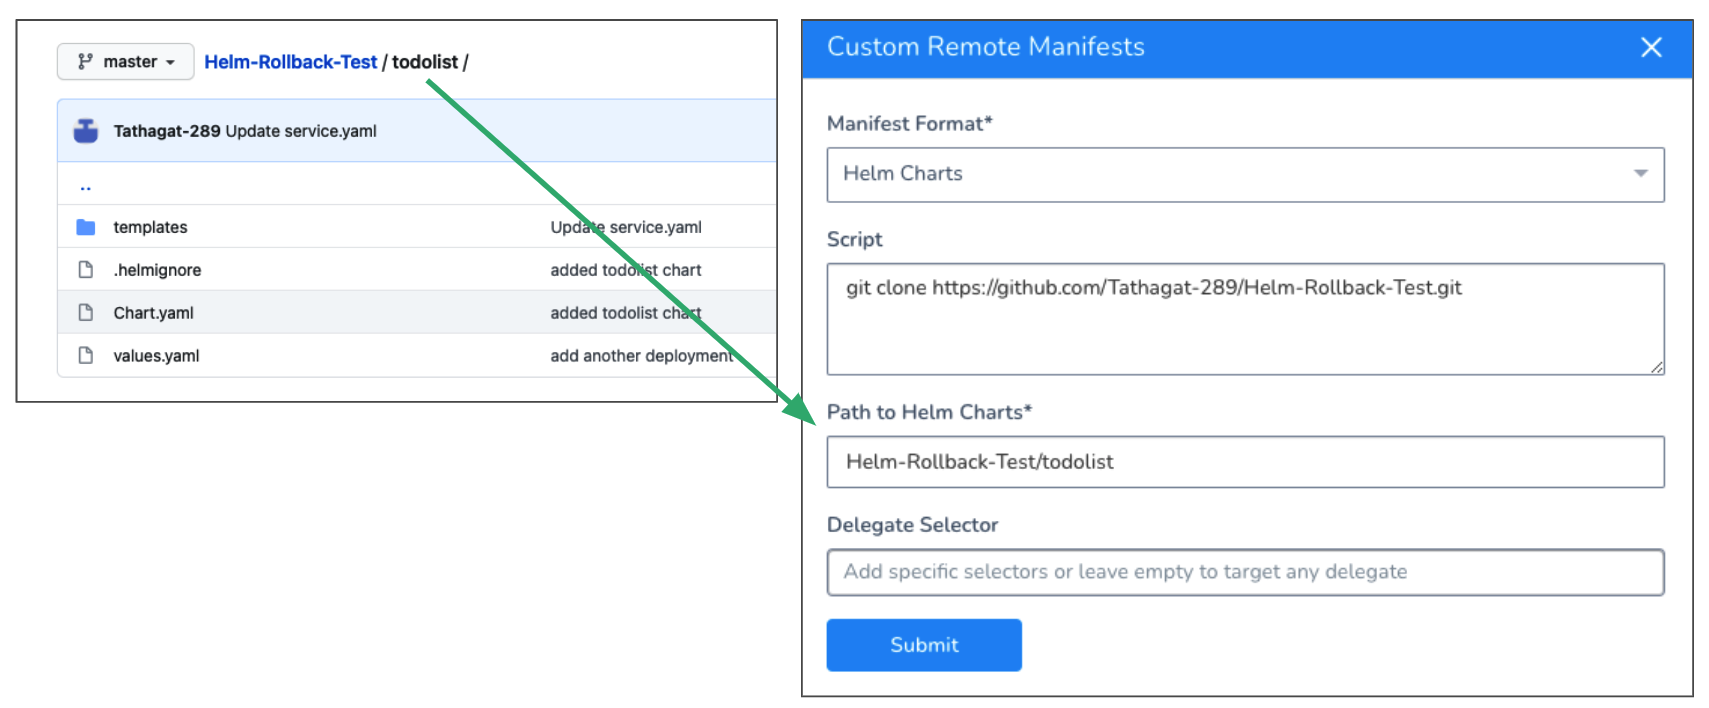 master
Helm-Rollback-Test / todolist /
Tathagat-289 Update service.yaml
..
templates Update service.yaml
.helmignore added todolist chart
Chart.yaml added todolist chart
values.yaml add another deployment
Custom Remote Manifests
Manifest Format*
Helm Charts
Script
git clone https://github.com/Tathagat-289/Helm-Rollback-Test.git
Path to Helm Charts*
Helm-Rollback-Test/todolist
Delegate Selector
Add specific selectors or leave empty to target any delegate
Submit